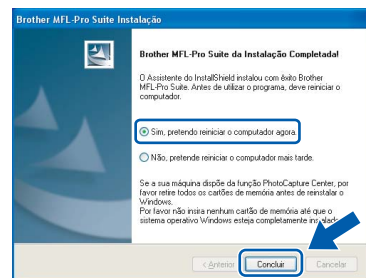 Brother MFL-Pro Suite Instalação
Brother MFL-Pro Suite da Instalação Completada!
O Assistente do InstallShield instalou com êxito Brother
MFL-Pro Suite. Antes de utilizar o programa, deve reiniciar o
computador.
Sim, pretendo reiniciar o computador agora.
Não, pretende reiniciar o computador mais tarde.
Se a sua máquina dispõe da função PhotoCapture Center, por
favor retire todos os cartões de memória antes de reinstalar o
Windows.
Por favor não insira nenhum cartão de memória até que o
sistema operativo Windows esteja completamente instalado.
< Anterior Concluir Cancelar